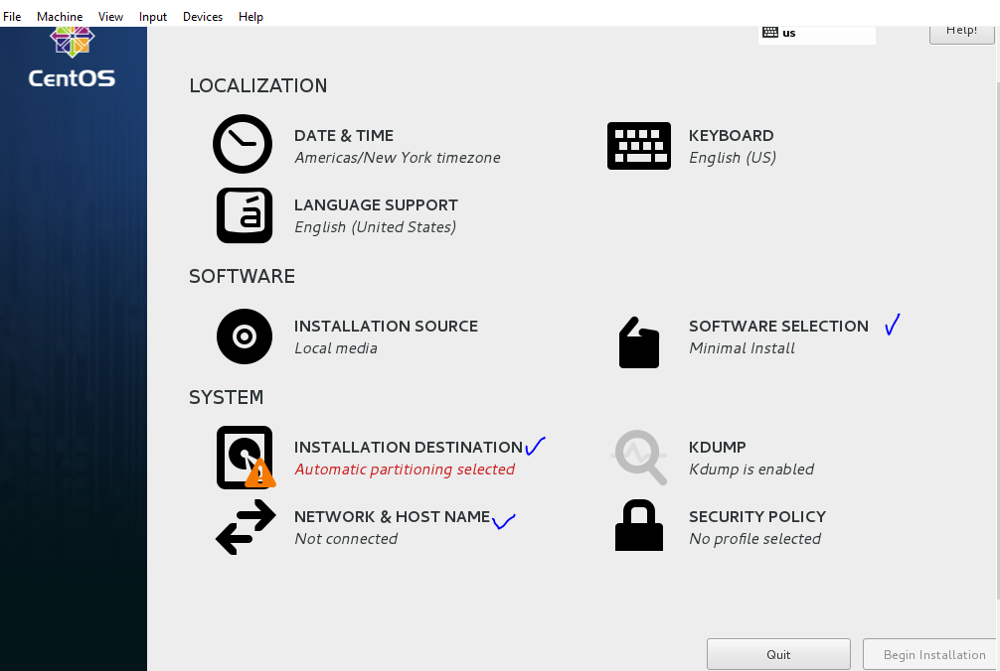 File Machine View Input Devices Help
us
Help!
CentOS
LOCALIZATION
DATE & TIME
Americas/New York timezone
KEYBOARD
English (US)
LANGUAGE SUPPORT
English (United States)
SOFTWARE
INSTALLATION SOURCE
Local media
SOFTWARE SELECTION
Minimal Install
SYSTEM
INSTALLATION DESTINATION
Automatic partitioning selected
KDUMP
Kdump is enabled
NETWORK & HOST NAME
Not connected
SECURITY POLICY
No profile selected
Quit
Begin Installation